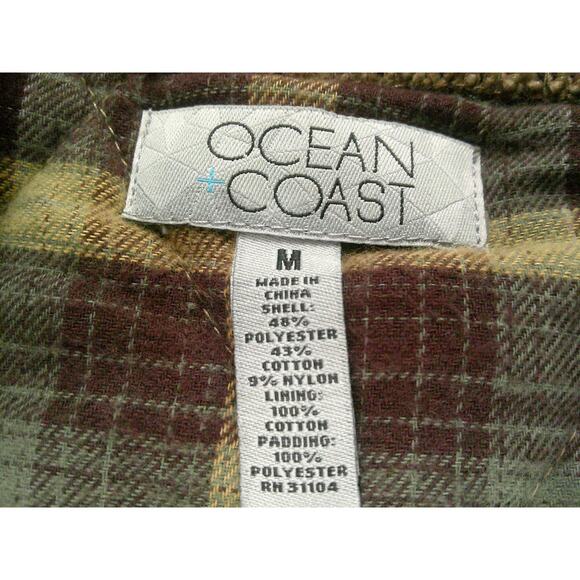 OCEAN
+COAST
M
MADE IN
CHINA
SHELL:
48%
POLYESTER
43%
COTTON
9% NYLON
LINING:
100%
COTTON
PADDING:
100%
POLYESTER
RN 31104